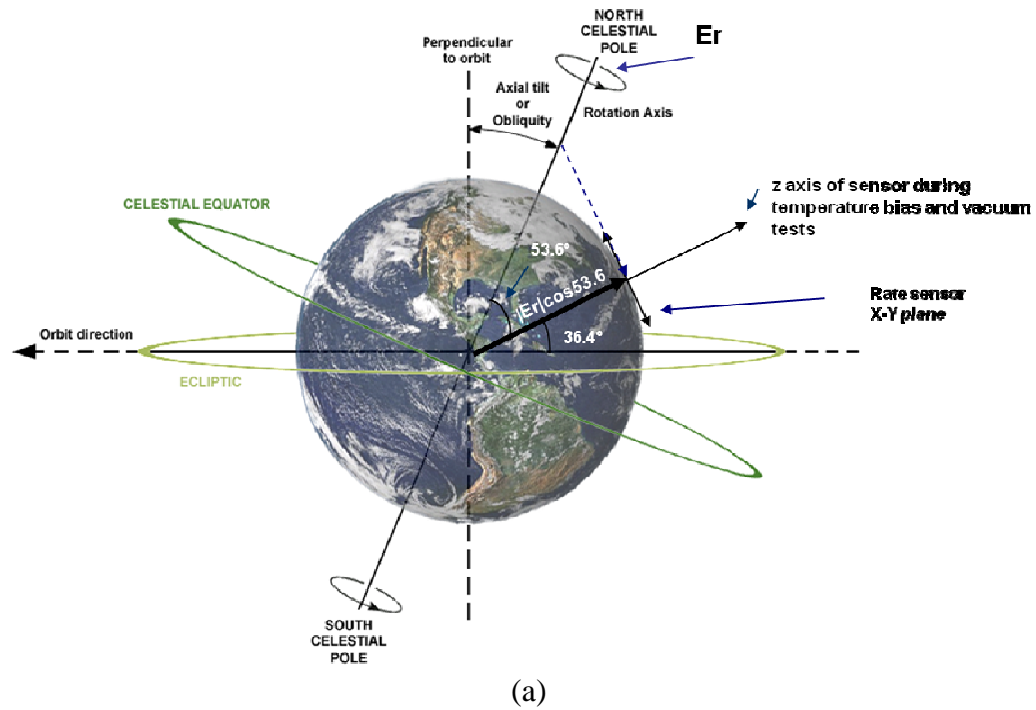 NORTH
CELESTIAL
POLE
Er
Perpendicular
to orbit
Axial tilt
or
Obliquity
Rotation Axis
z axis of sensor during
temperature bias and vacuum
tests
CELESTIAL EQUATOR
53.6°
|Er|cos53.6
Rate sensor
X-Y plane
36.4°
Orbit direction
ECLIPTIC
SOUTH
CELESTIAL
POLE
(a)